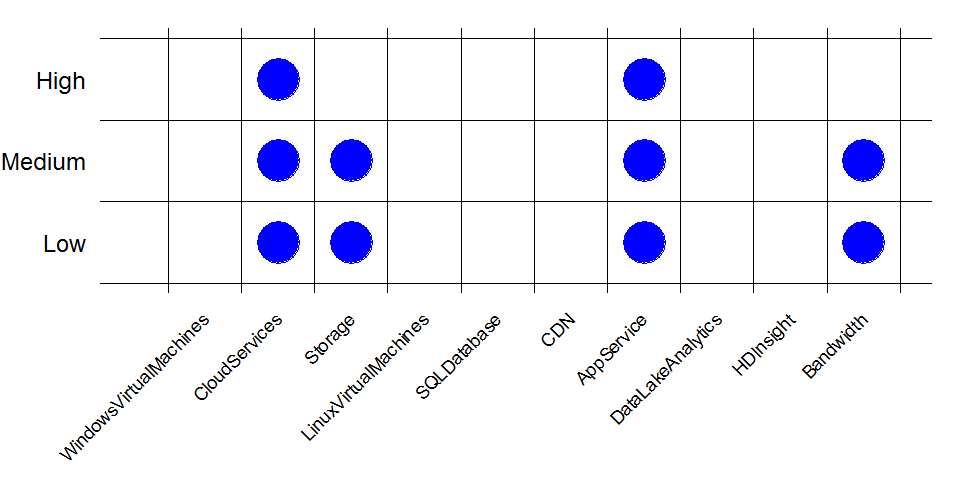 High
Medium
Low
WindowsVirtualMachines
CloudServices
Storage
LinuxVirtualMachines
SQLDatabase
CDN
AppService
DataLakeAnalytics
HDInsight
Bandwidth